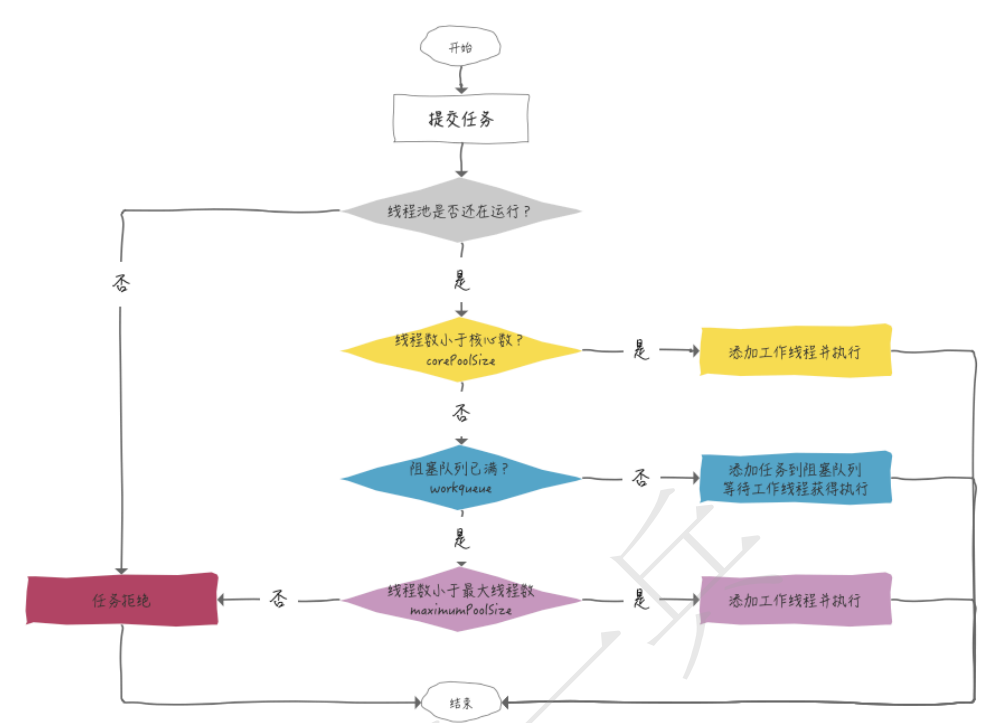 开始
提交任务
线程池是否还在运行？
否
是
线程数小于核心数？
corePoolSize
是
添加工作线程并执行
否
阻塞队列已满？
workqueue
否
添加任务到阻塞队列
等待工作线程获得执行
是
线程数小于最大线程数
maximumPoolSize
否
任务拒绝
是
添加工作线程并执行
结束
兵